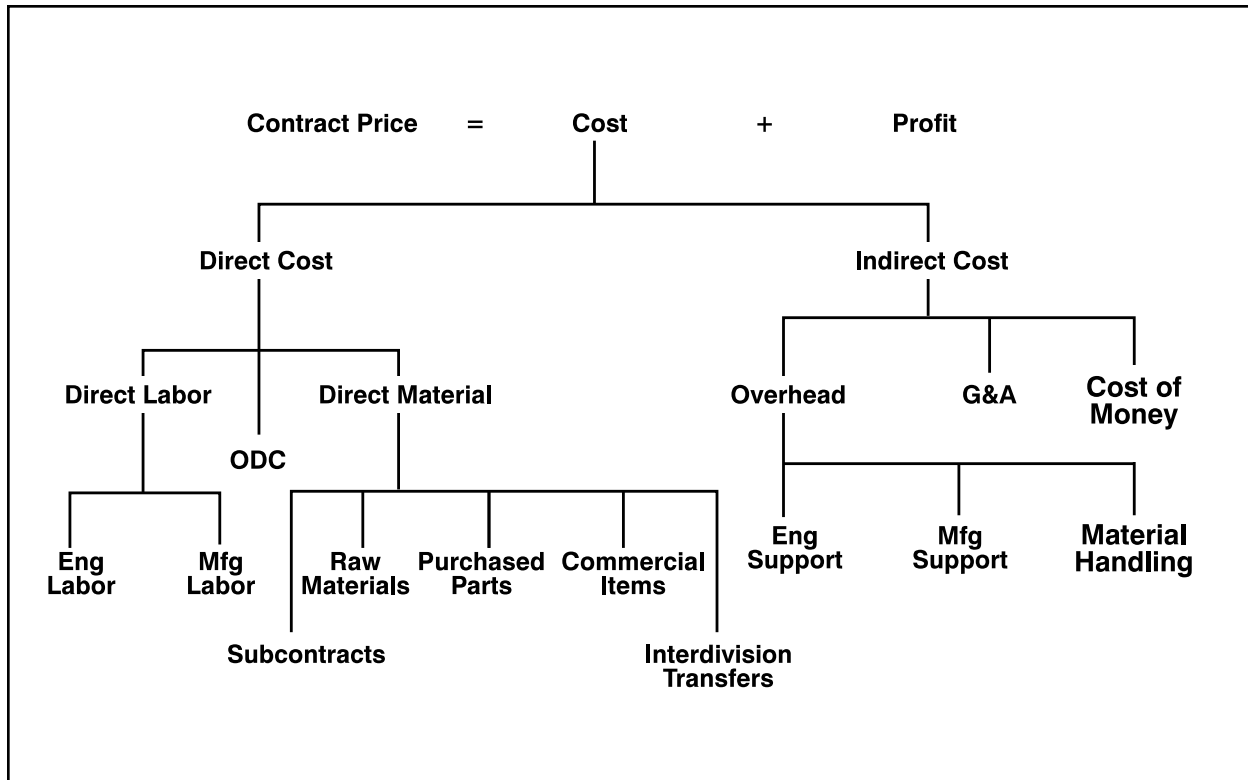 Contract Price = Cost + Profit
Direct Cost
Indirect Cost
Direct Labor
Direct Material
Overhead
G&A
Cost of
Money
ODC
Eng
Labor
Mfg
Labor
Raw
Materials
Purchased
Parts
Commercial
Items
Eng
Support
Mfg
Support
Material
Handling
Subcontracts
Interdivision
Transfers